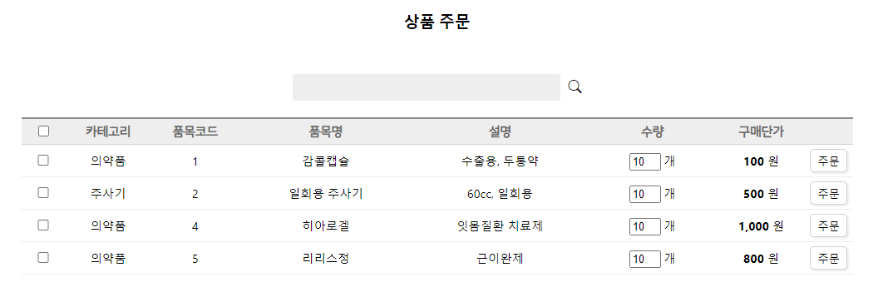 상품 주문
카테고리 품목코드 품목명 설명 수량 구매단가
의약품 1 감콜캡슐 수출용, 두통약 10 개 100 원 주문
주사기 2 일회용 주사기 60cc, 일회용 10 개 500 원 주문
의약품 4 히아로겔 잇몸질환 치료제 10 개 1,000 원 주문
의약품 5 리리스정 근이완제 10 개 800 원 주문